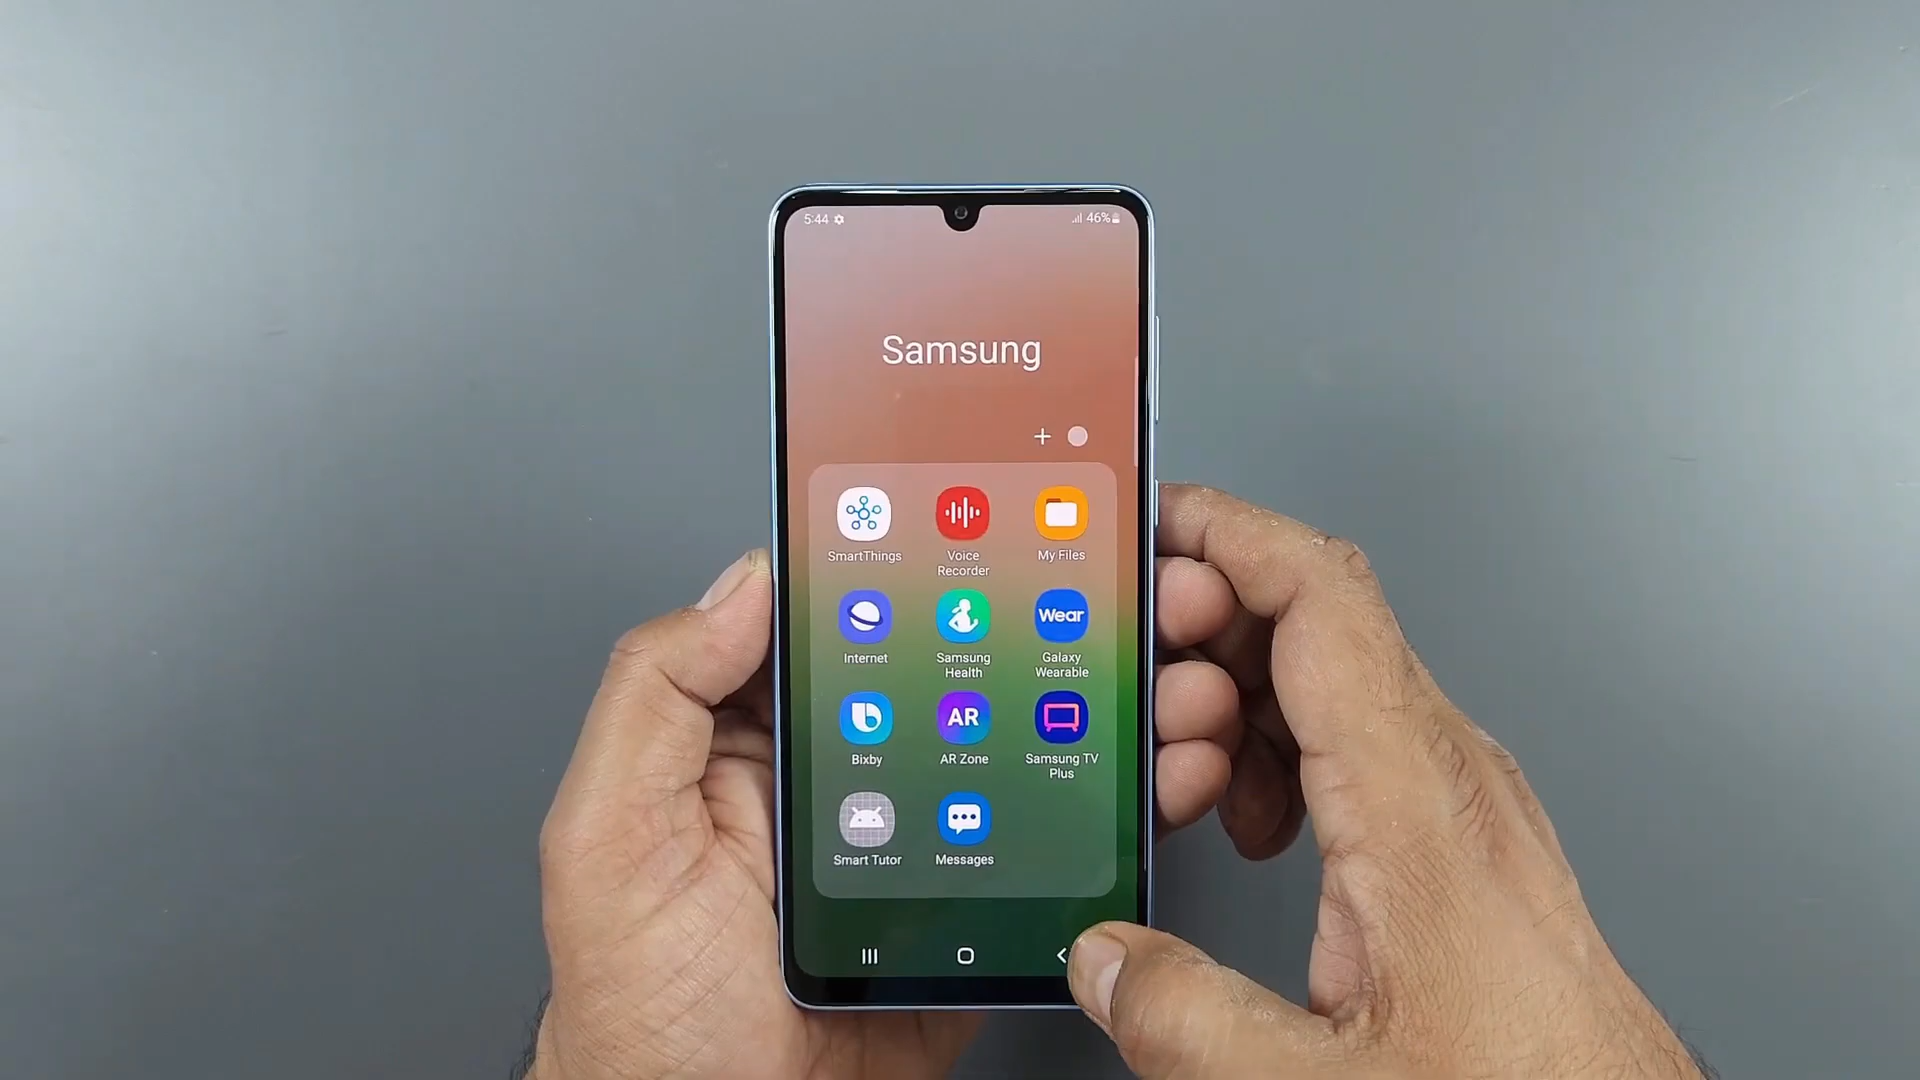 5:44
46%
Samsung
+
SmartThings
Voice
Recorder
My Files
Internet
Samsung
Health
Wear
Galaxy
Wearable
Bixby
AR
AR Zone
Samsung TV
Plus
Smart Tutor
Messages